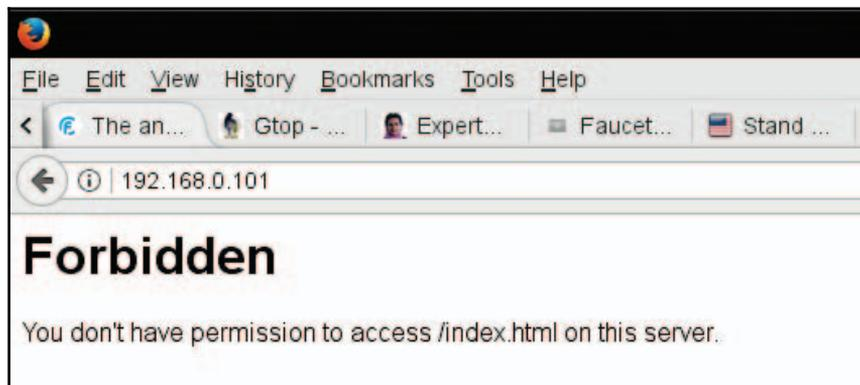 File Edit View History Bookmarks Tools Help
The an... Gtop - ... Expert... Faucet... Stand ...
192.168.0.101
Forbidden
You don't have permission to access /index.html on this server.